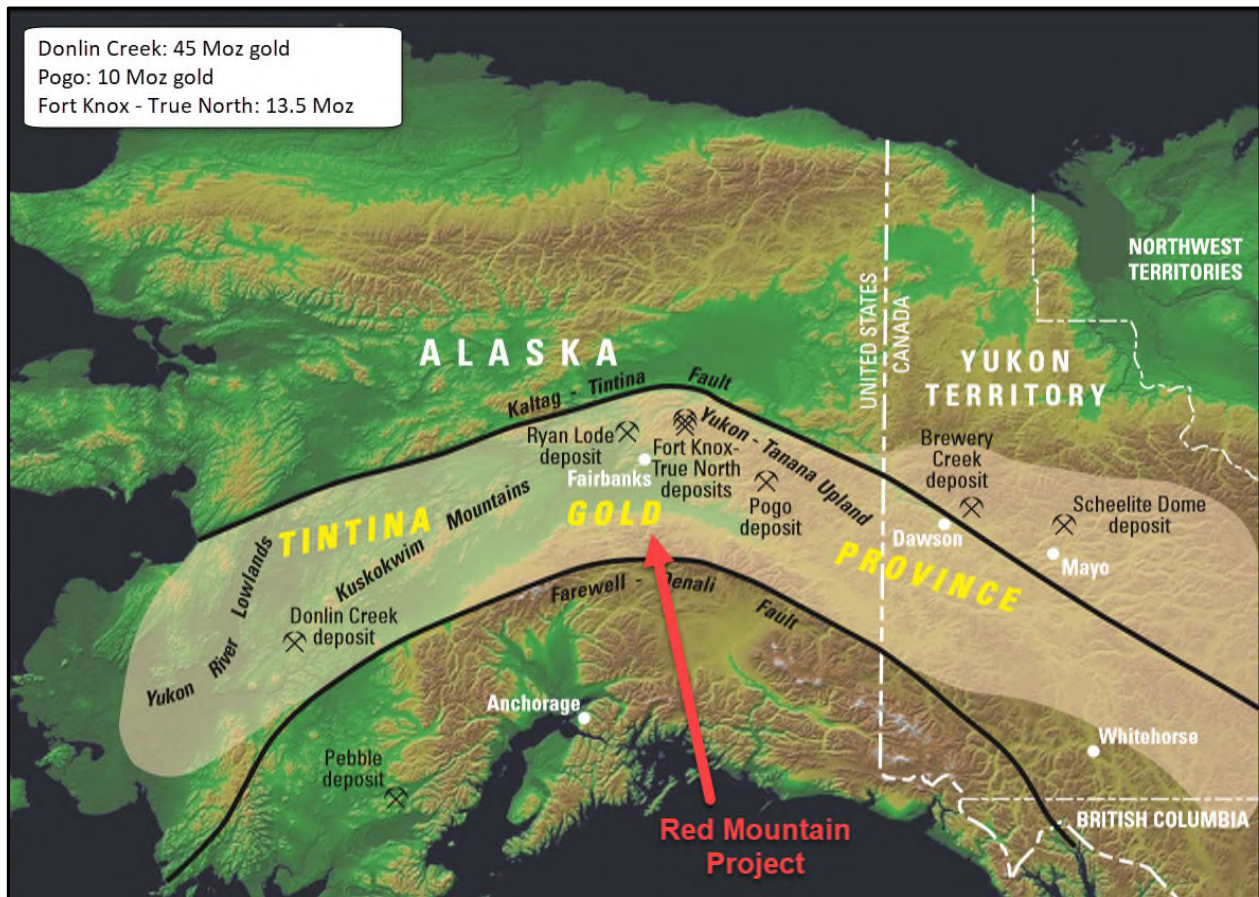 Donlin Creek: 45 Moz gold
Pogo: 10 Moz gold
Fort Knox - True North: 13.5 Moz
NORTHWEST
TERRITORIES
UNITED STATES
CANADA
ALASKA
YUKON
TERRITORY
Kaltag - Tintina Fault
Ryan Lode
deposit
Fort Knox-
True North
deposits
Fairbanks
Yukon - Tanana Upland
Pogo
deposit
Brewery
Creek
deposit
Scheelite Dome
deposit
Dawson
Mayo
TINTINA GOLD PROVINCE
Kuskokwim Mountains
Yukon River Lowlands
Donlin Creek
deposit
Farewell - Denali Fault
Anchorage
Whitehorse
Pebble
deposit
BRITISH COLUMBIA
Red Mountain
Project